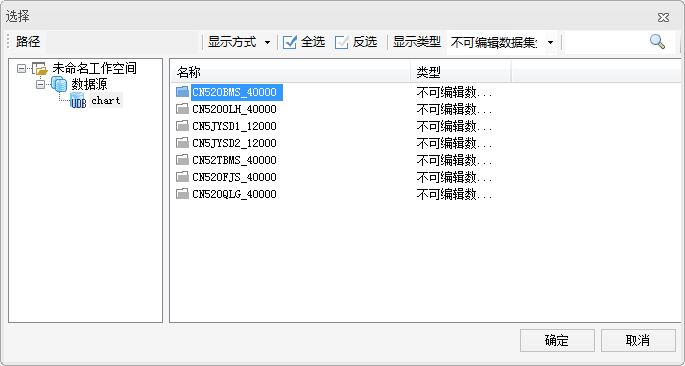 选择
路径 显示方式 全选 反选 显示类型 不可编辑数据集
未命名工作空间
数据源
UDB chart
名称 类型
CN520BMS_40000 不可编辑数...
CN520OLH_40000 不可编辑数...
CN5JYSD1_12000 不可编辑数...
CN5JYSD2_12000 不可编辑数...
CN52TBMS_40000 不可编辑数...
CN520FJS_40000 不可编辑数...
CN520QLG_40000 不可编辑数...
确定 取消